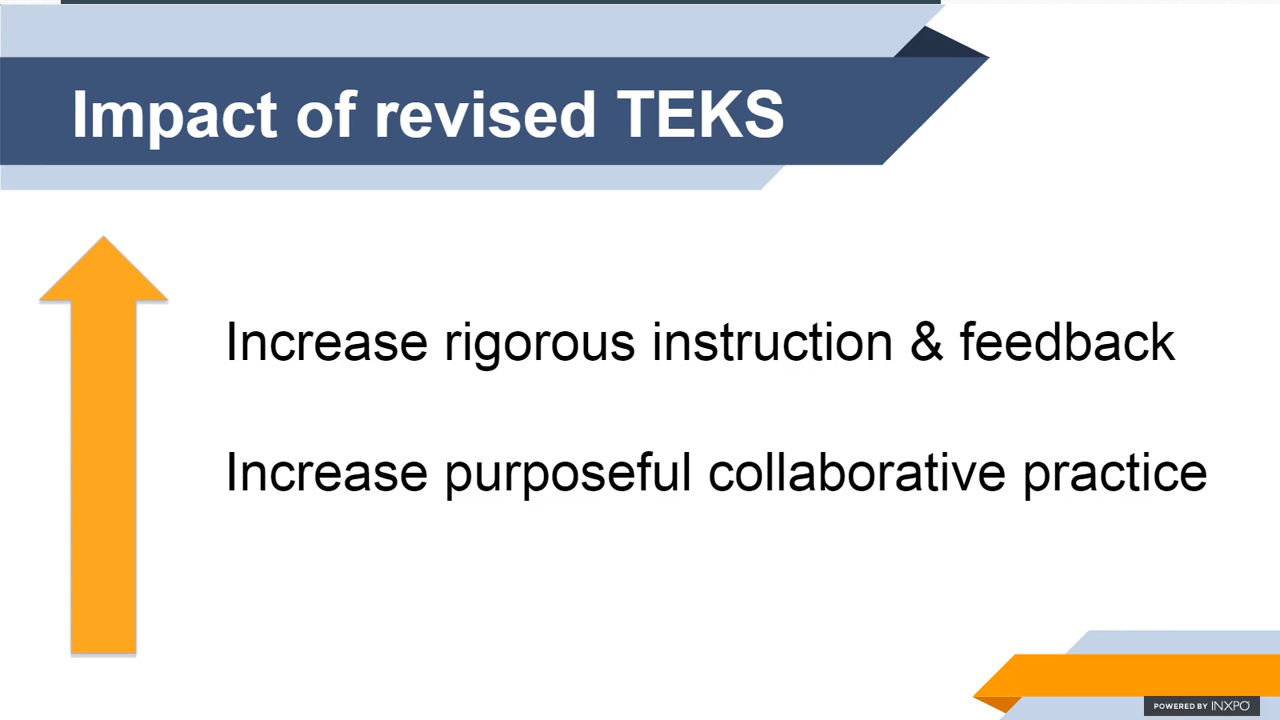 Impact of revised TEKS
Increase rigorous instruction & feedback
Increase purposeful collaborative practice
POWERED BY INXPO